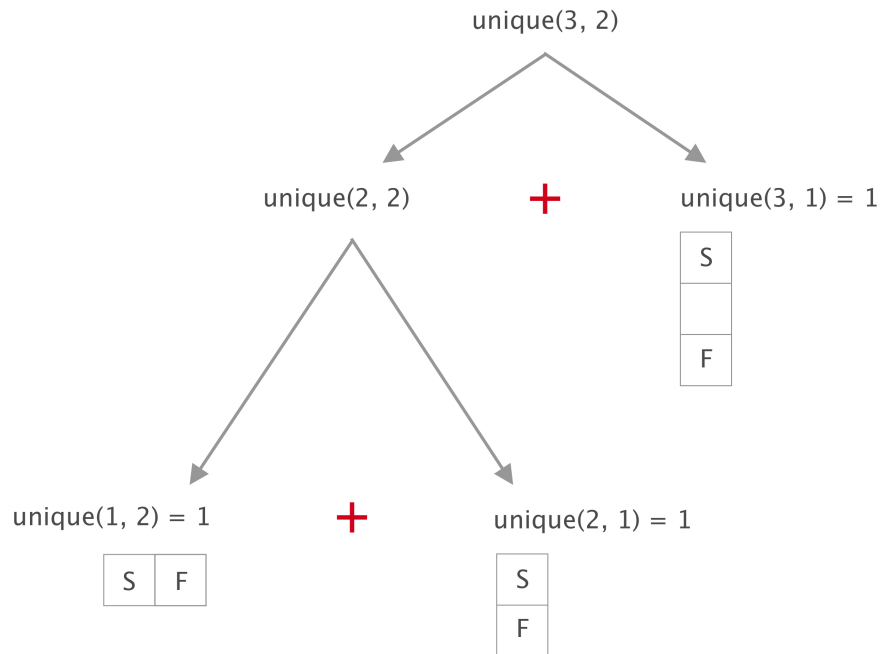 unique(3, 2)
unique(2, 2)
+
unique(3, 1) = 1
S
F
unique(1, 2) = 1
+
unique(2, 1) = 1
S F
S
F